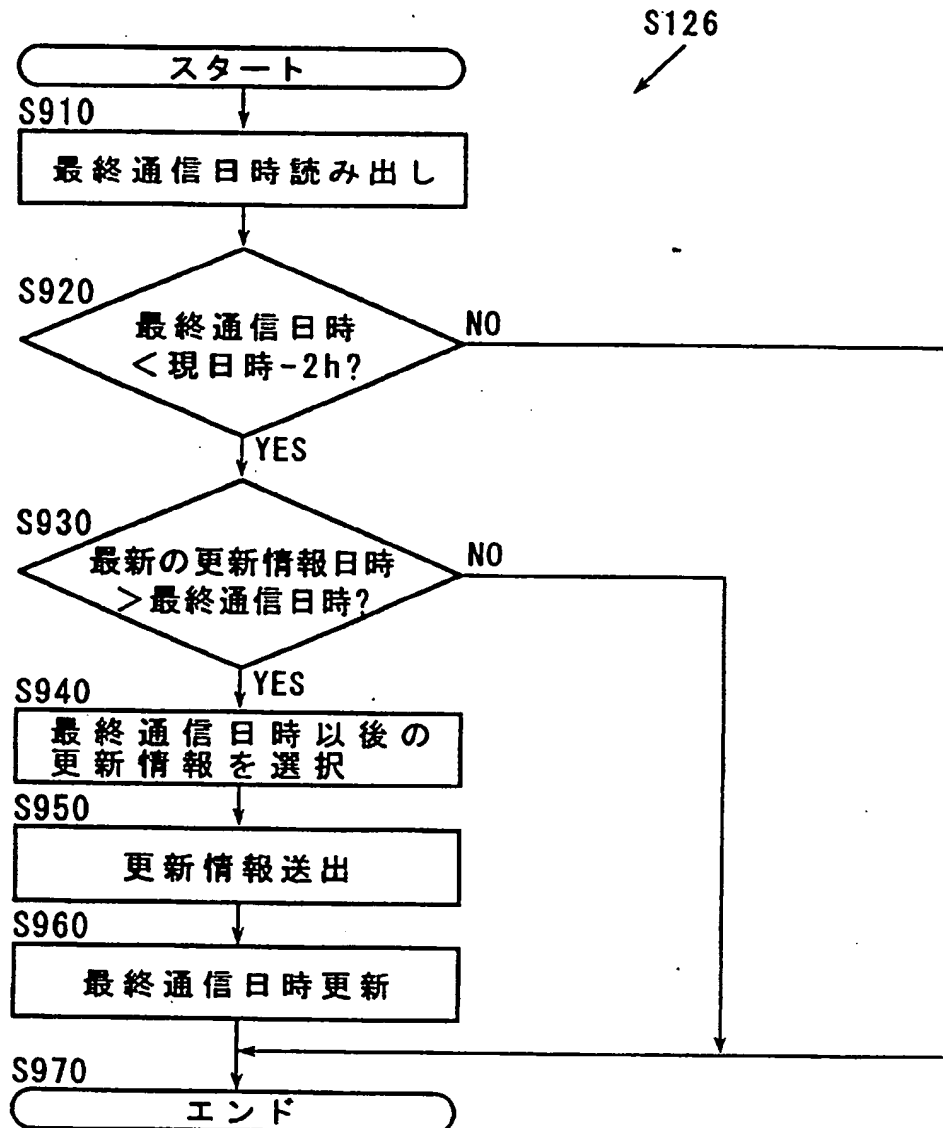 S126
スタート
S910
最終通信日時読み出し
S920
最終通信日時
<現日時-2h?
NO
YES
S930
最新の更新情報日時
>最終通信日時?
NO
YES
S940
最終通信日時以後の
更新情報を選択
S950
更新情報送出
S960
最終通信日時更新
S970
エンド